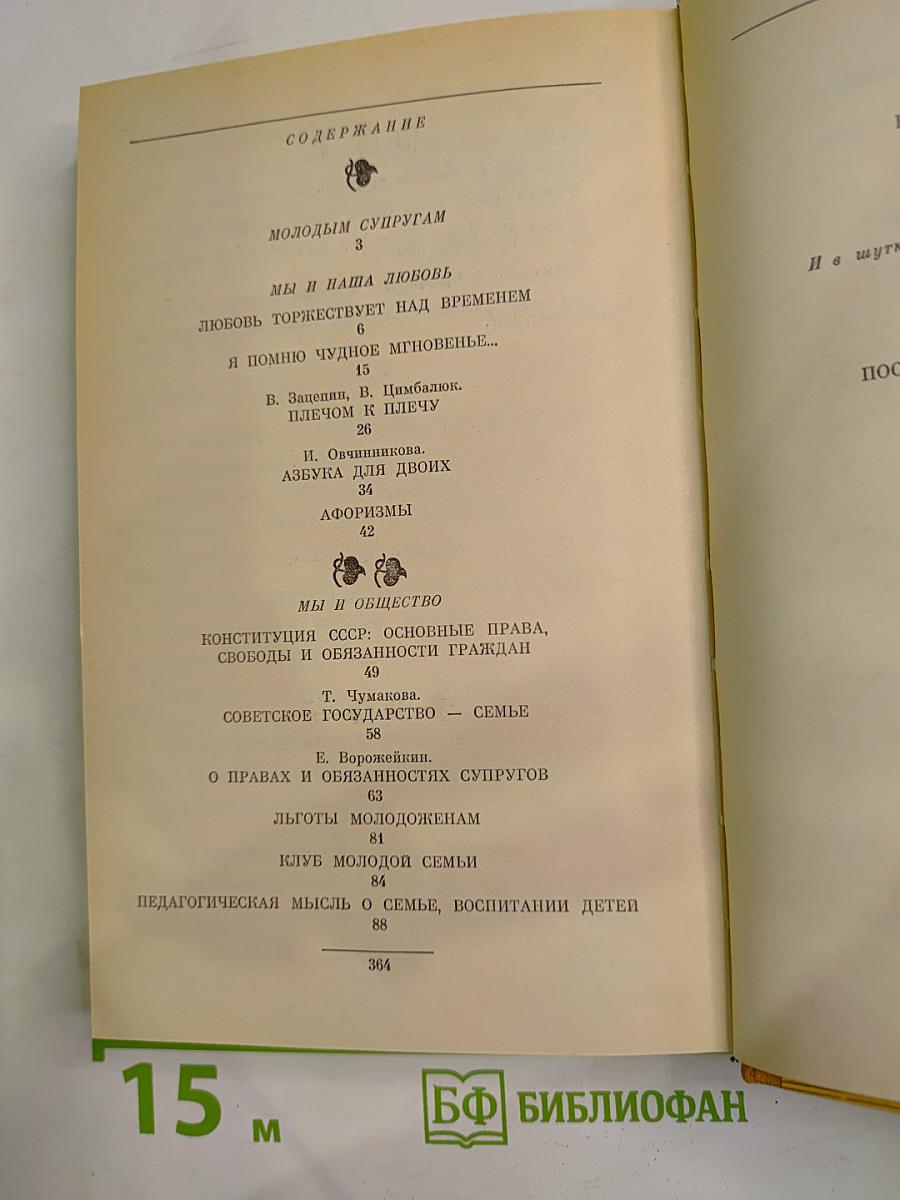 СОДЕРЖАНИЕ
МОЛОДЫМ СУПРУГАМ
3
МЫ И НАША ЛЮБОВЬ
ЛЮБОВЬ ТОРЖЕСТВУЕТ НАД ВРЕМЕНЕМ
6
Я ПОМНЮ ЧУДНОЕ МГНОВЕНЬЕ...
15
В. Зацепин, В. Цимбалюк.
ПЛЕЧОМ К ПЛЕЧУ
26
И. Овчинникова.
АЗБУКА ДЛЯ ДВОИХ
34
АФОРИЗМЫ
42
МЫ И ОБЩЕСТВО
КОНСТИТУЦИЯ СССР: ОСНОВНЫЕ ПРАВА,
СВОБОДЫ И ОБЯЗАННОСТИ ГРАЖДАН
49
Т. Чумакова.
СОВЕТСКОЕ ГОСУДАРСТВО — СЕМЬЕ
58
Е. Ворожейкин.
О ПРАВАХ И ОБЯЗАННОСТЯХ СУПРУГОВ
63
ЛЬГОТЫ МОЛОДОЖЕНАМ
81
КЛУБ МОЛОДОЙ СЕМЬИ
84
ПЕДАГОГИЧЕСКАЯ МЫСЛЬ О СЕМЬЕ, ВОСПИТАНИИ ДЕТЕЙ
88
364
И в шутк
ПОС
15 м
БФ БИБЛИОФАН